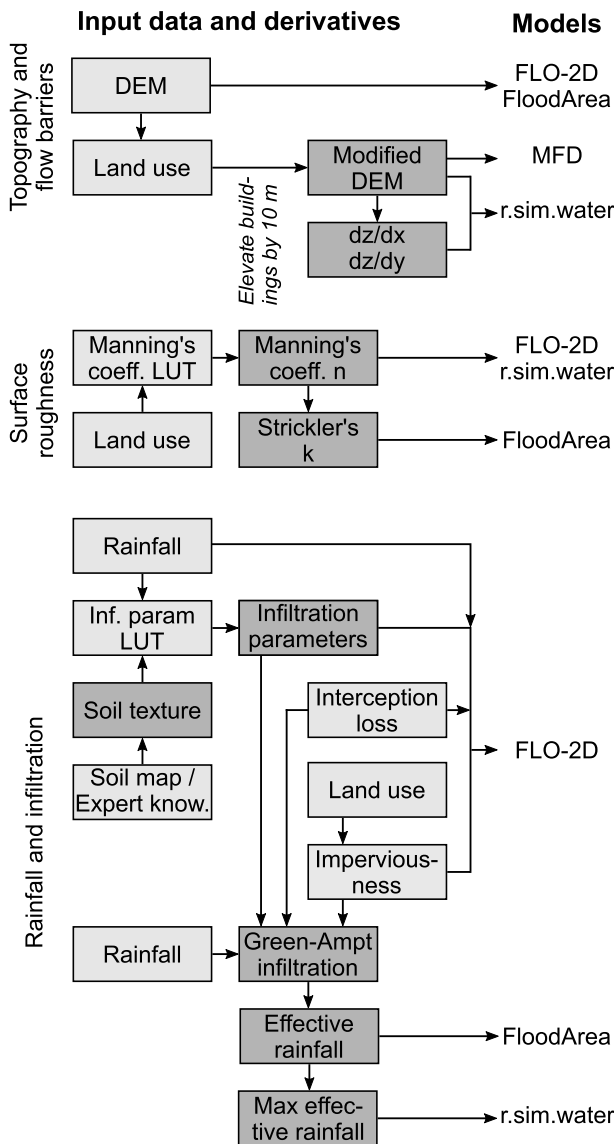 Input data and derivatives
Models
Topography and
flow barriers
DEM
FLO-2D
FloodArea
Land use
Modified
DEM
MFD
r.sim.water
Elevate build-
ings by 10 m
dz/dx
dz/dy
Surface
roughness
Manning's
coeff. LUT
Manning's
coeff. n
FLO-2D
r.sim.water
Land use
Strickler's
k
FloodArea
Rainfall and infiltration
Rainfall
Inf. param
LUT
Infiltration
parameters
Soil texture
Interception
loss
FLO-2D
Soil map /
Expert know.
Land use
Impervious-
ness
Rainfall
Green-Ampt
infiltration
Effective
rainfall
FloodArea
Max effec-
tive rainfall
r.sim.water